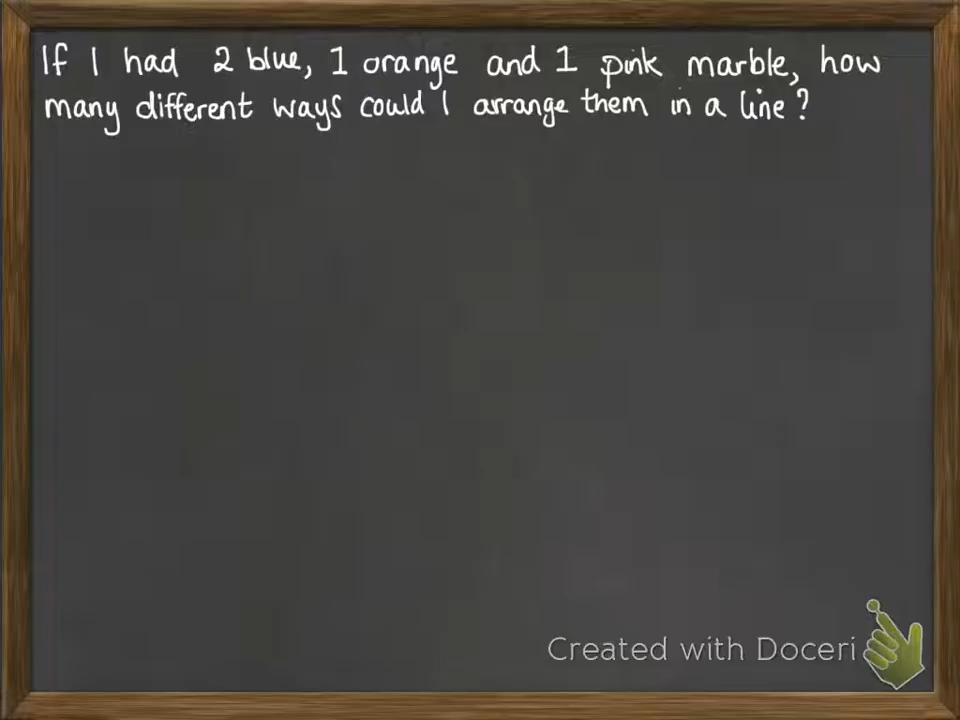 If I had 2 blue, 1 orange and 1 pink marble, how
many different ways could I arrange them in a line?
Created with Doceri